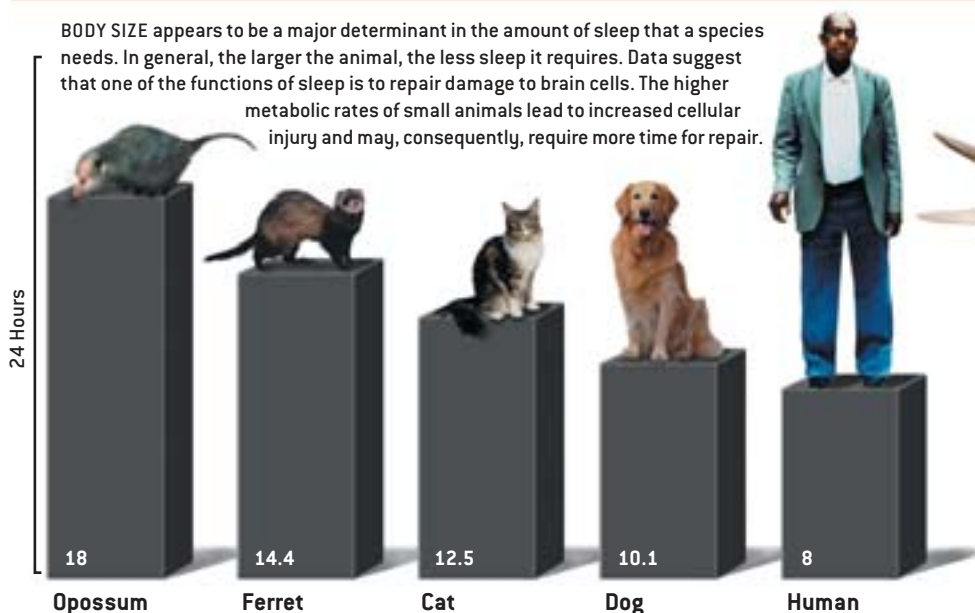 BODY SIZE appears to be a major determinant in the amount of sleep that a species
needs. In general, the larger the animal, the less sleep it requires. Data suggest
that one of the functions of sleep is to repair damage to brain cells. The higher
metabolic rates of small animals lead to increased cellular
injury and may, consequently, require more time for repair.
24 Hours
18
14.4
12.5
10.1
8
Opossum
Ferret
Cat
Dog
Human